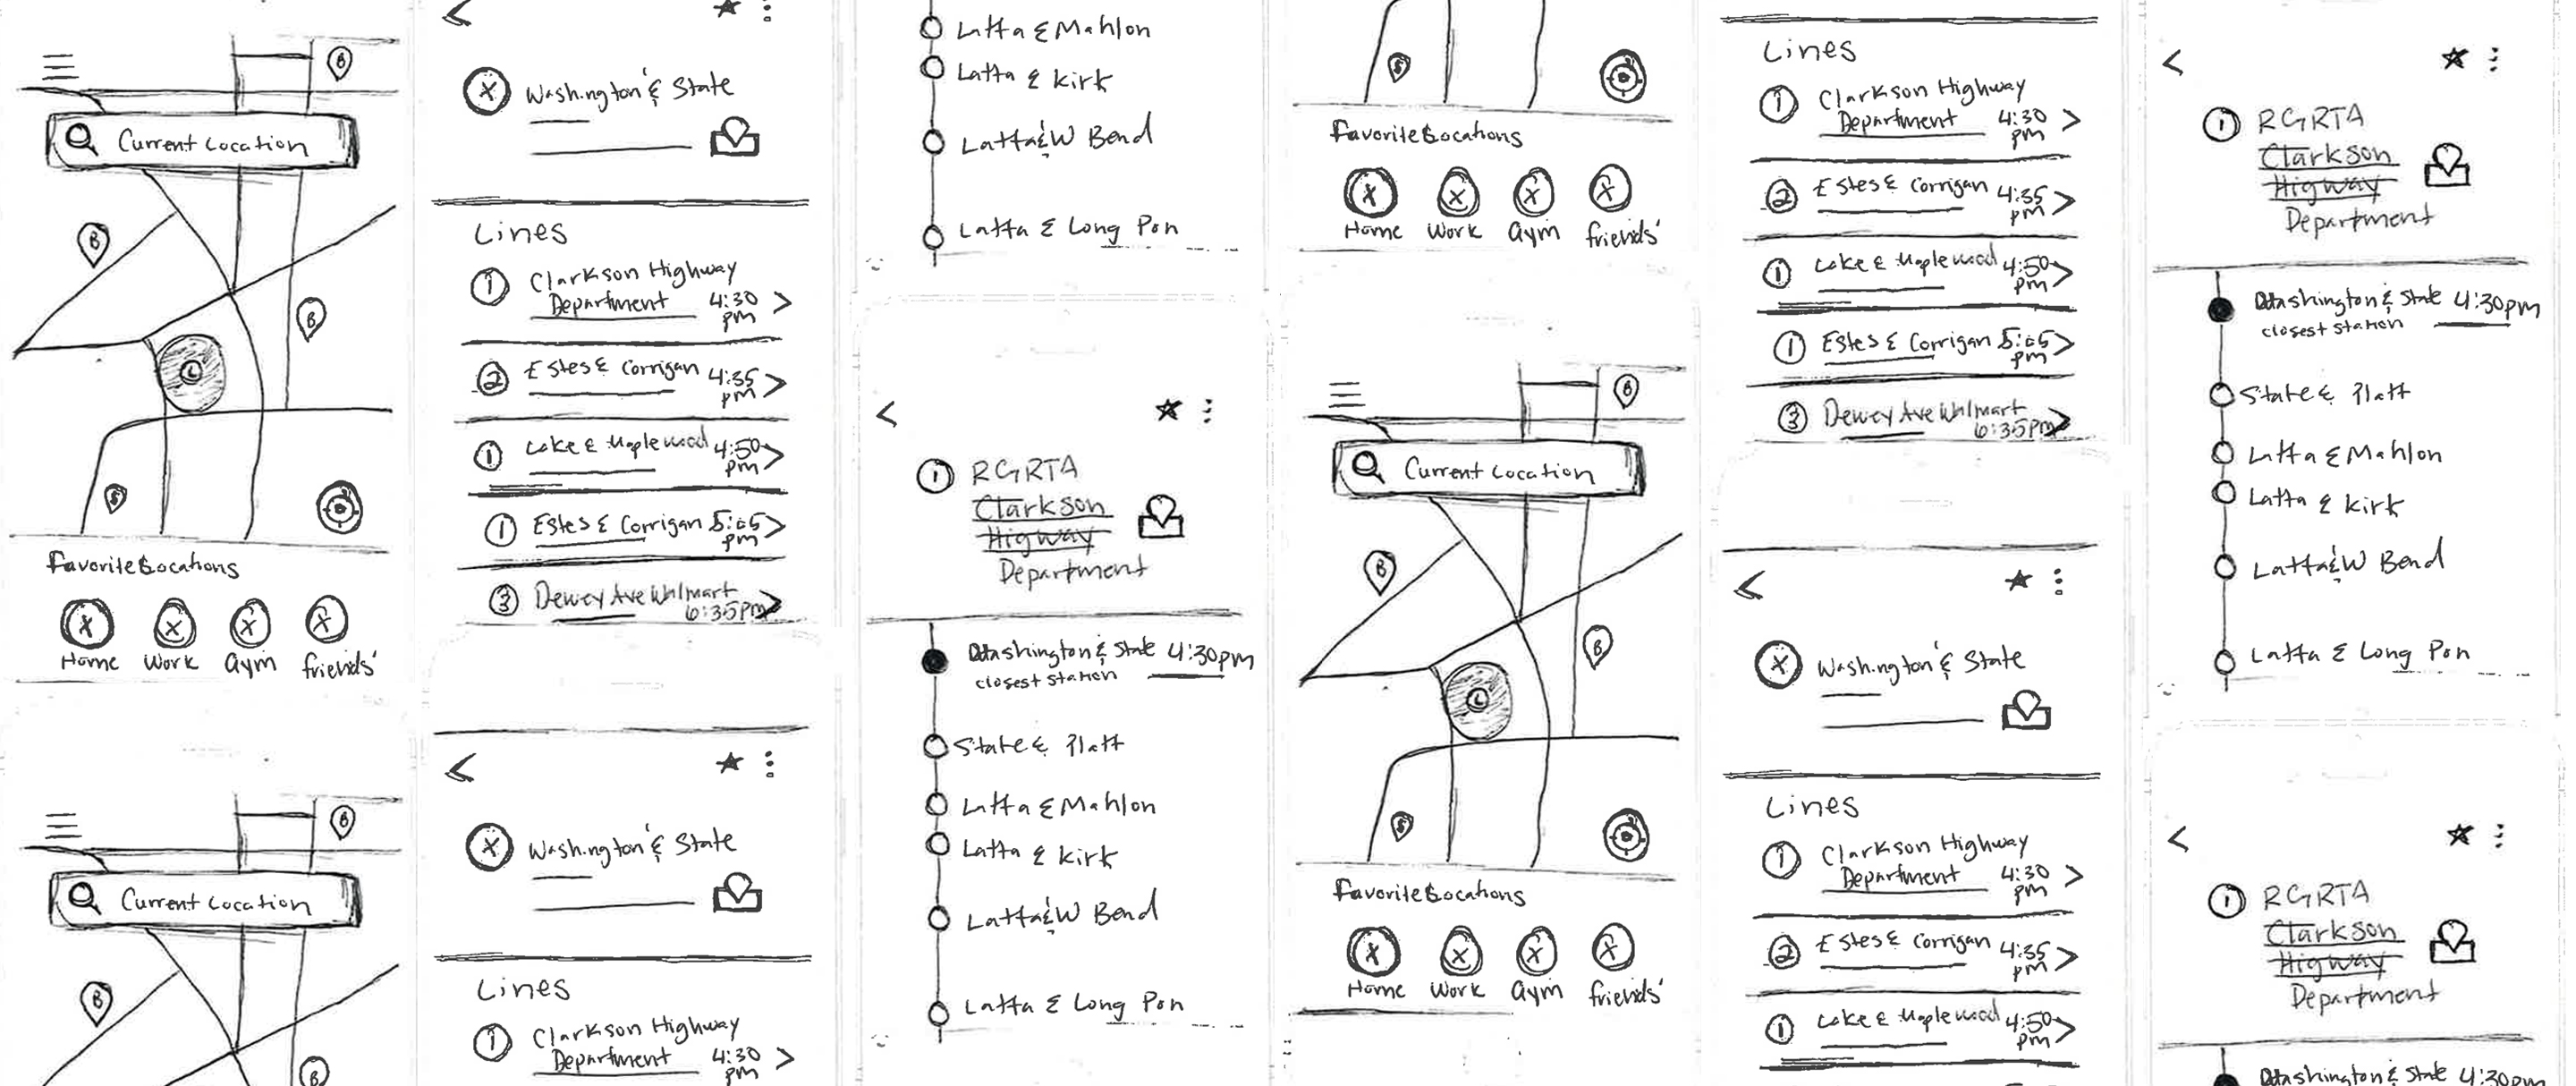 B
Current Location
B
B
L
S
Favorite Locations
X X X X
Home Work Gym friends'
B
Current Location
B
B
X Washington & State
Lines
1 Clarkson Highway
Department 4:30
pm
2 Estes & Corrigan 4:35
pm
1 Lake & Maplewood 4:50
pm
1 Estes & Corrigan 5:05
pm
3 Dewey Ave Walmart
6:35pm
X Washington & State
Lines
1 Clarkson Highway
Department 4:30
pm
Latta & Mahlon
Latta & Kirk
Latta & W Bend
Latta & Long Pon
1 RGRTA
Clarkson
Higway
Department
Washington & State 4:30pm
closest station
State & Platt
Latta & Mahlon
Latta & Kirk
Latta & W Bend
Latta & Long Pon
S
Favorite Locations
X X X X
Home Work Gym friends'
B
Current Location
B
B
L
S
Favorite Locations
X X X X
Home Work Gym friends'
Lines
1 Clarkson Highway
Department 4:30
pm
2 Estes & Corrigan 4:35
pm
1 Lake & Maplewood 4:50
pm
1 Estes & Corrigan 5:05
pm
3 Dewey Ave Walmart
6:35pm
X Washington & State
Lines
1 Clarkson Highway
Department 4:30
pm
2 Estes & Corrigan 4:35
pm
1 Lake & Maplewood 4:50
pm
1 RGRTA
Clarkson
Higway
Department
Washington & State 4:30pm
closest station
State & Platt
Latta & Mahlon
Latta & Kirk
Latta & W Bend
Latta & Long Pon
1 RGRTA
Clarkson
Higway
Department
Washington & State 4:30pm